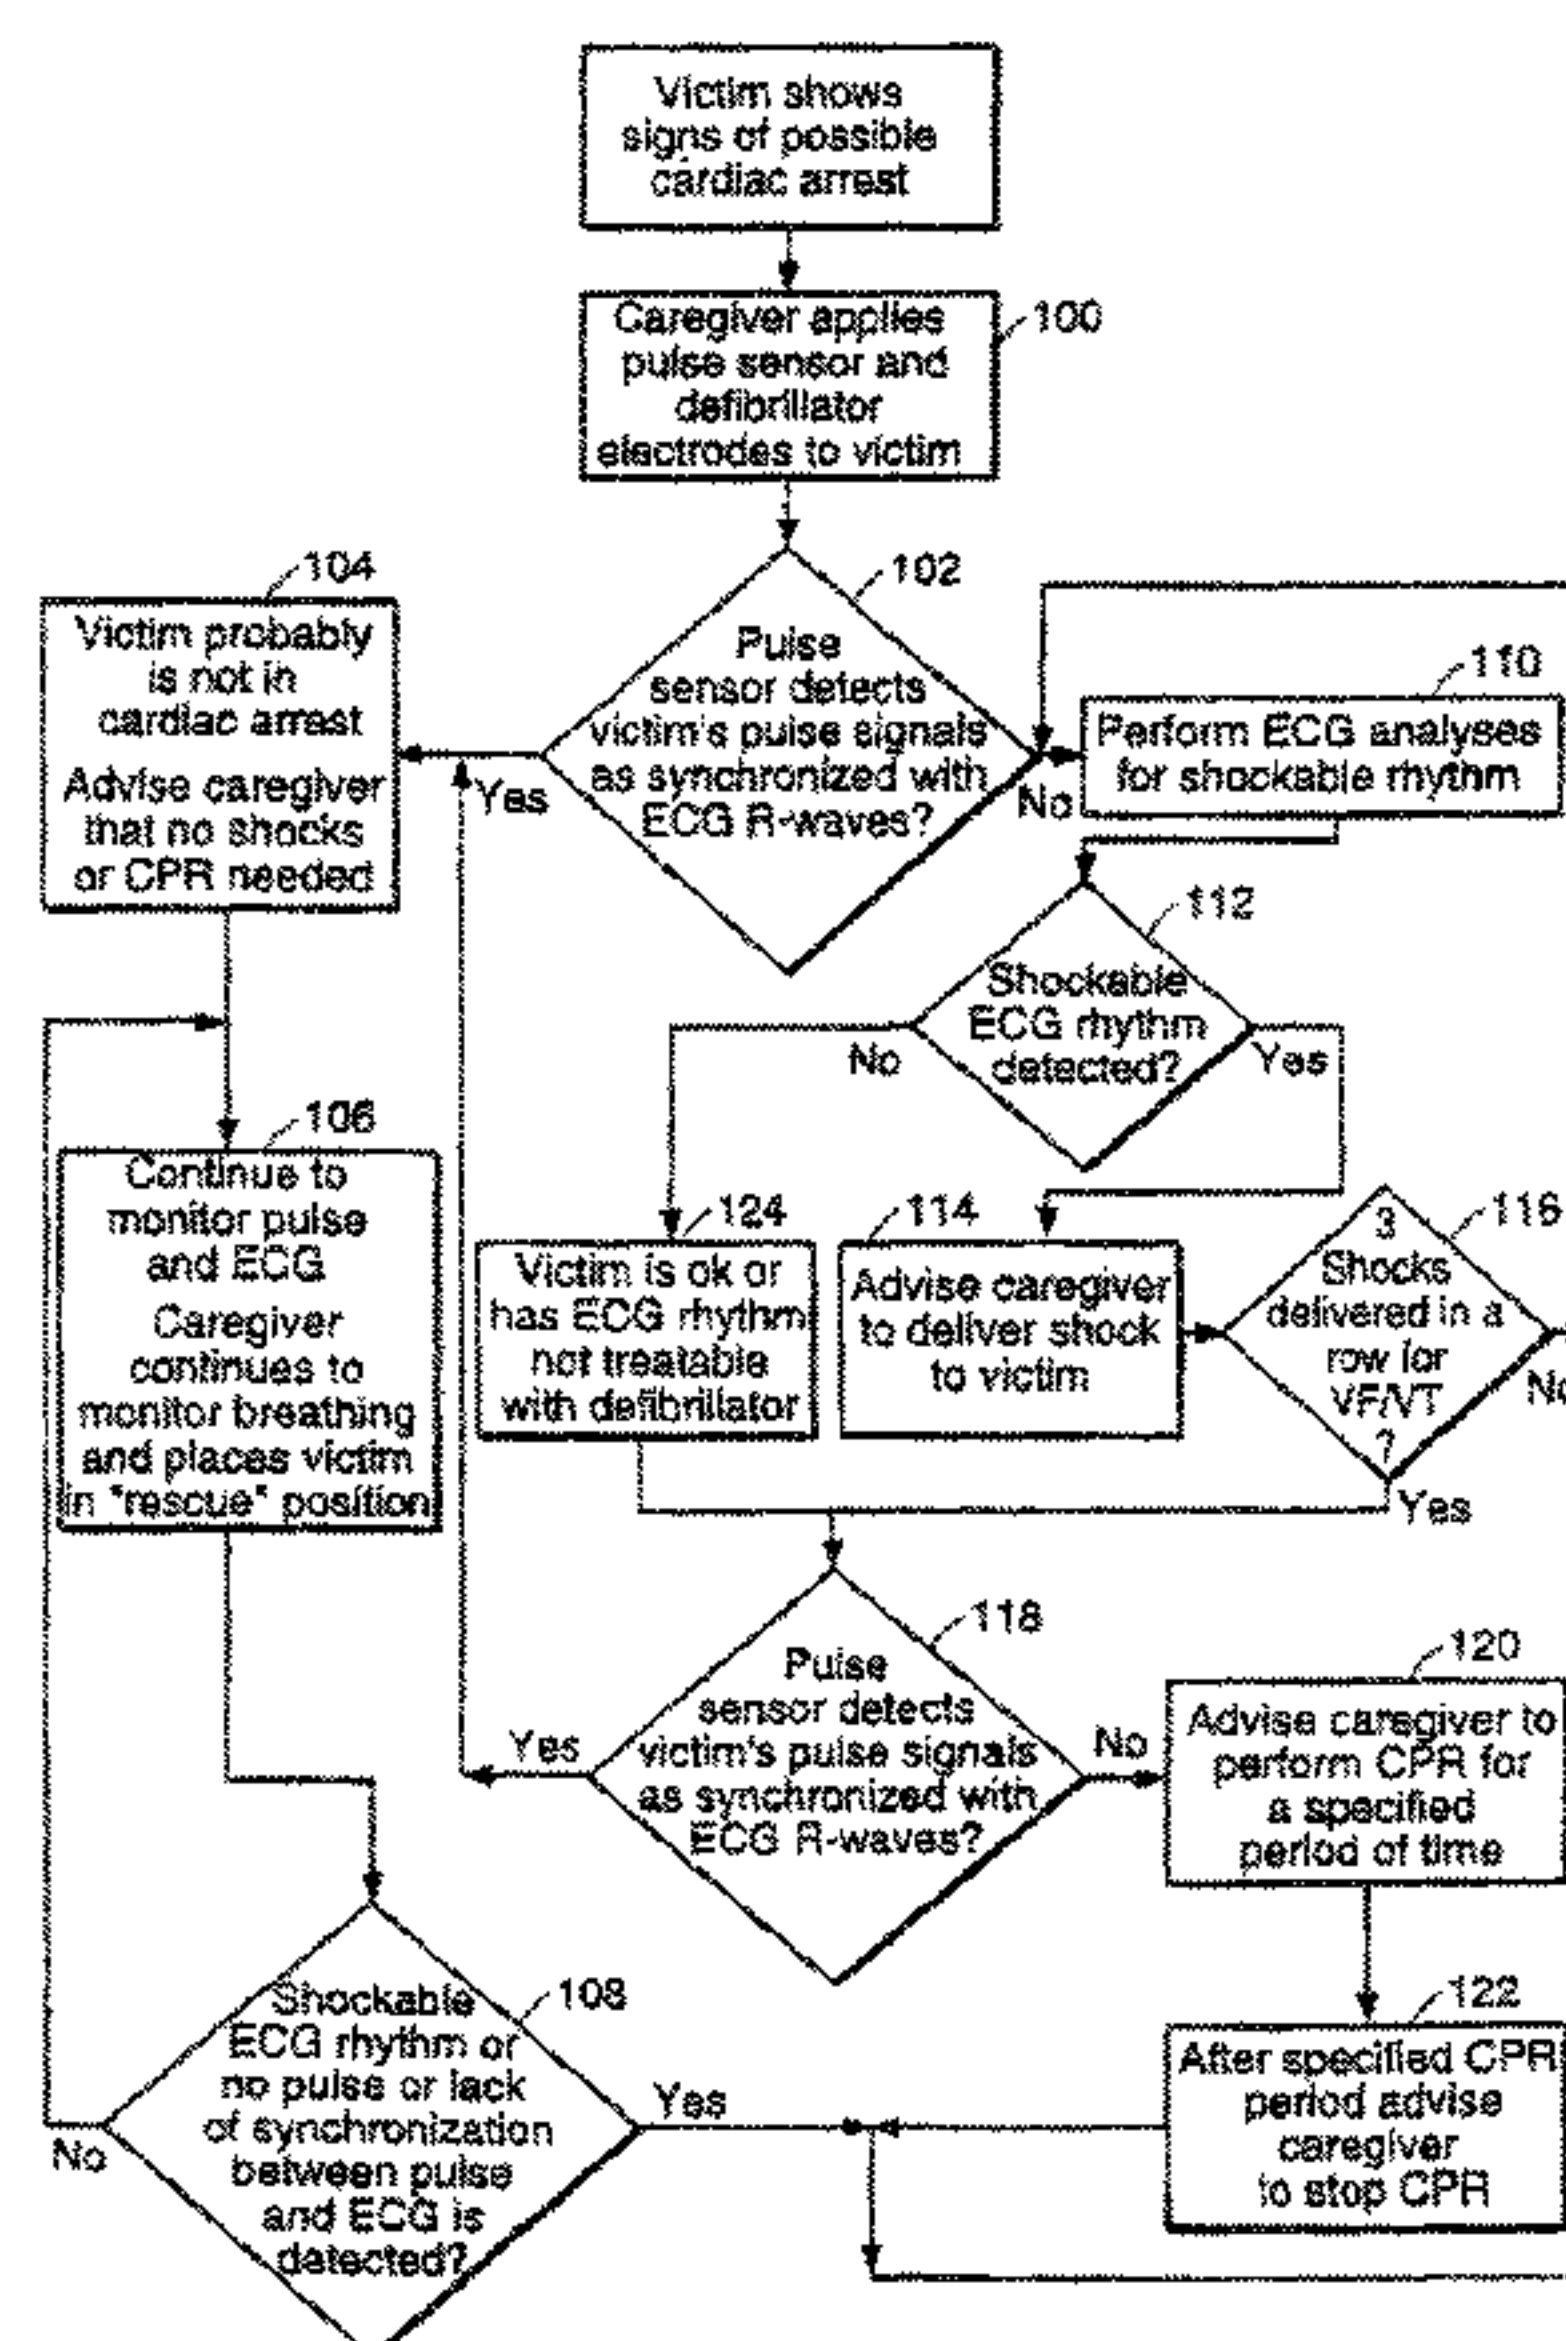 Victim shows
signs of possible
cardiac arrest
Caregiver applies
pulse sensor and
defibrillator
electrodes to victim
100
102
Pulse
sensor detects
victim's pulse signals
as synchronized with
ECG R-waves?
Yes
No
104
Victim probably
is not in
cardiac arrest
Advise caregiver
that no shocks
or CPR needed
110
Perform ECG analyses
for shockable rhythm
112
Shockable
ECG rhythm
detected?
No
Yes
106
Continue to
monitor pulse
and ECG
Caregiver
continues to
monitor breathing
and places victim
in "rescue" position
124
Victim is ok or
has ECG rhythm
not treatable
with defibrillator
114
Advise caregiver
to deliver shock
to victim
116
3
Shocks
delivered in a
row for
VF/VT
?
No
Yes
118
Pulse
sensor detects
victim's pulse signals
as synchronized with
ECG R-waves?
Yes
No
120
Advise caregiver to
perform CPR for
a specified
period of time
122
After specified CPR
period advise
caregiver
to stop CPR
108
Shockable
ECG rhythm or
no pulse or lack
of synchronization
between pulse
and ECG is
detected?
No
Yes